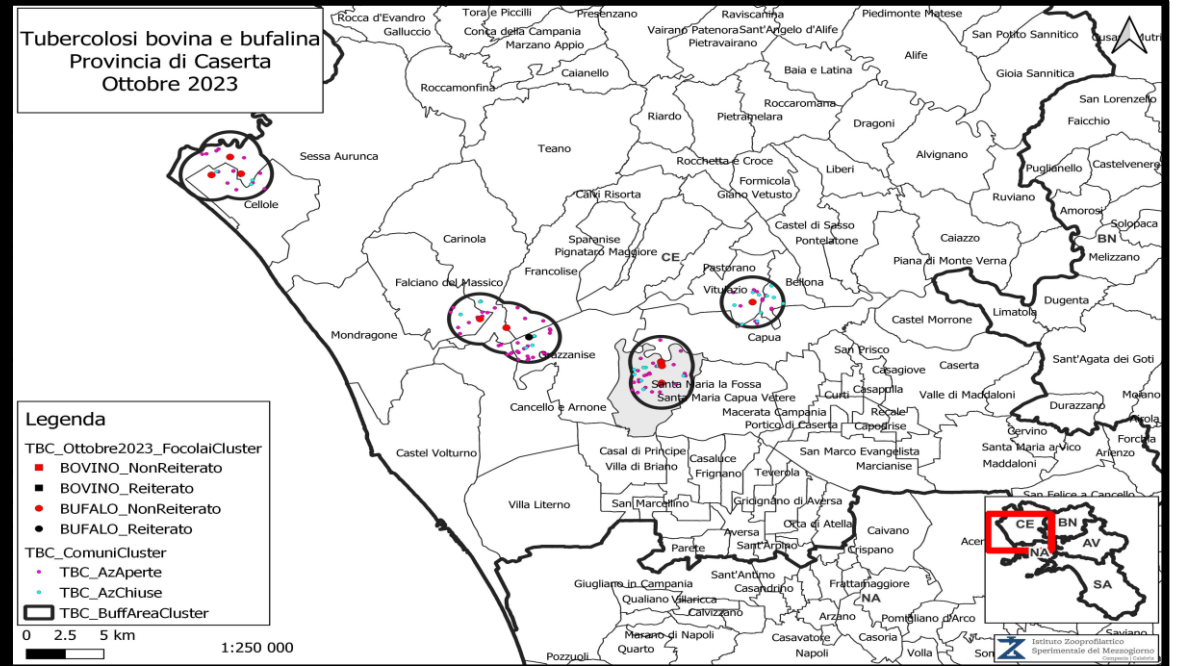 Tubercolosi bovina e bufalina
Provincia di Caserta
Ottobre 2023
Rocca d'Evandro
Tora e Piccilli
Presenzano
Raviscanina
Piedimonte Matese
Galluccio
Conca della Campania
Vairano Patenora
Sant'Angelo d'Alife
San Potito Sannitico
Marzano Appio
Pietravairano
Alife
Caianello
Baia e Latina
Gioia Sannitica
Roccamonfina
Roccaromana
San Lorenzello
Riardo
Pietramelara
Dragoni
Faicchio
Sessa Aurunca
Teano
Rocchetta e Croce
Alvignano
Puglianello
Castelvenere
Liberi
Formicola
Cellole
Calvi Risorta
Giano Vetusto
Ruviano
Amorosi
Solopaca
Castel di Sasso
Carinola
Sparanise
Pontelatone
Caiazzo
BN
Pignataro Maggiore
CE
Melizzano
Francolise
Pastorano
Piana di Monte Verna
Falciano del Massico
Vitulazio
Bellona
Dugenta
Limatola
Mondragone
Castel Morrone
Capua
San Prisco
Sant'Agata dei Goti
Grazzanise
Casagiove
Caserta
Santa Maria la Fossa
Casapulla
Santa Maria Capua Vetere
Curti
Valle di Maddaloni
Cancello e Arnone
Macerata Campania
Recale
Durazzano
Portico di Caserta
Capodrise
Cervino
Forchia
Castel Volturno
Casal di Principe
Casaluce
San Marco Evangelista
Santa Maria a Vico
Arienzo
Villa di Briano
Frignano
Teverola
Marcianise
Maddaloni
Villa Literno
San Marcellino
Gricignano di Aversa
San Felice a Cancello
Aversa
Orta di Atella
Caivano
Parete
Sant'Arpino
Crispano
Sant'Antimo
Giugliano in Campania
Casandrino
Frattamaggiore
Qualiano
Villaricca
NA
Calvizzano
Arzano
Pomigliano d'Arco
Marano di Napoli
Casavatore
Casoria
Saviano
Quarto
Napoli
Volla
Pozzuoli
Legenda
TBC_Ottobre2023_FocolaiCluster
BOVINO_NonReiterato
BOVINO_Reiterato
BUFALO_NonReiterato
BUFALO_Reiterato
TBC_ComuniCluster
TBC_AzAperte
TBC_AzChiuse
TBC_BuffAreaCluster
0 2.5 5 km
1:250 000
CE
BN
NA
AV
SA
Istituto Zooprofilattico
Sperimentale del Mezzogiorno